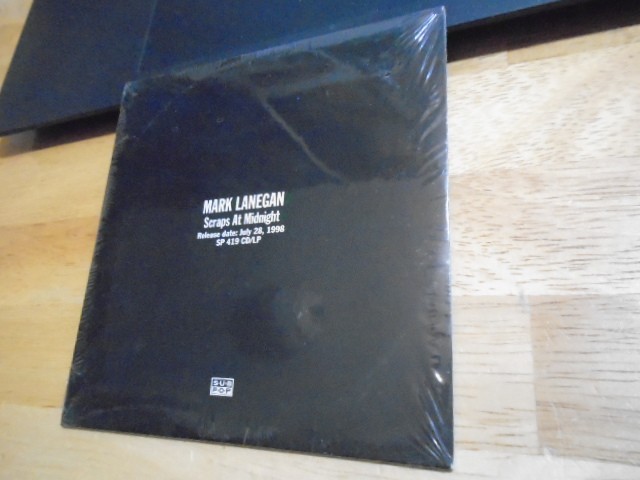 MARK LANEGAN
Scraps At Midnight
Release date: July 28, 1998
SP 419 CD/LP
SUB
POP